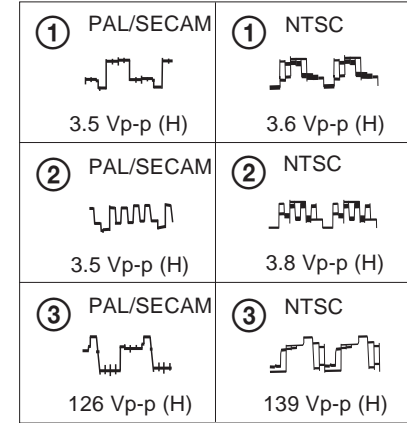 ① PAL/SECAM
3.5 Vp-p (H)
① NTSC
3.6 Vp-p (H)
② PAL/SECAM
3.5 Vp-p (H)
② NTSC
3.8 Vp-p (H)
③ PAL/SECAM
126 Vp-p (H)
③ NTSC
139 Vp-p (H)